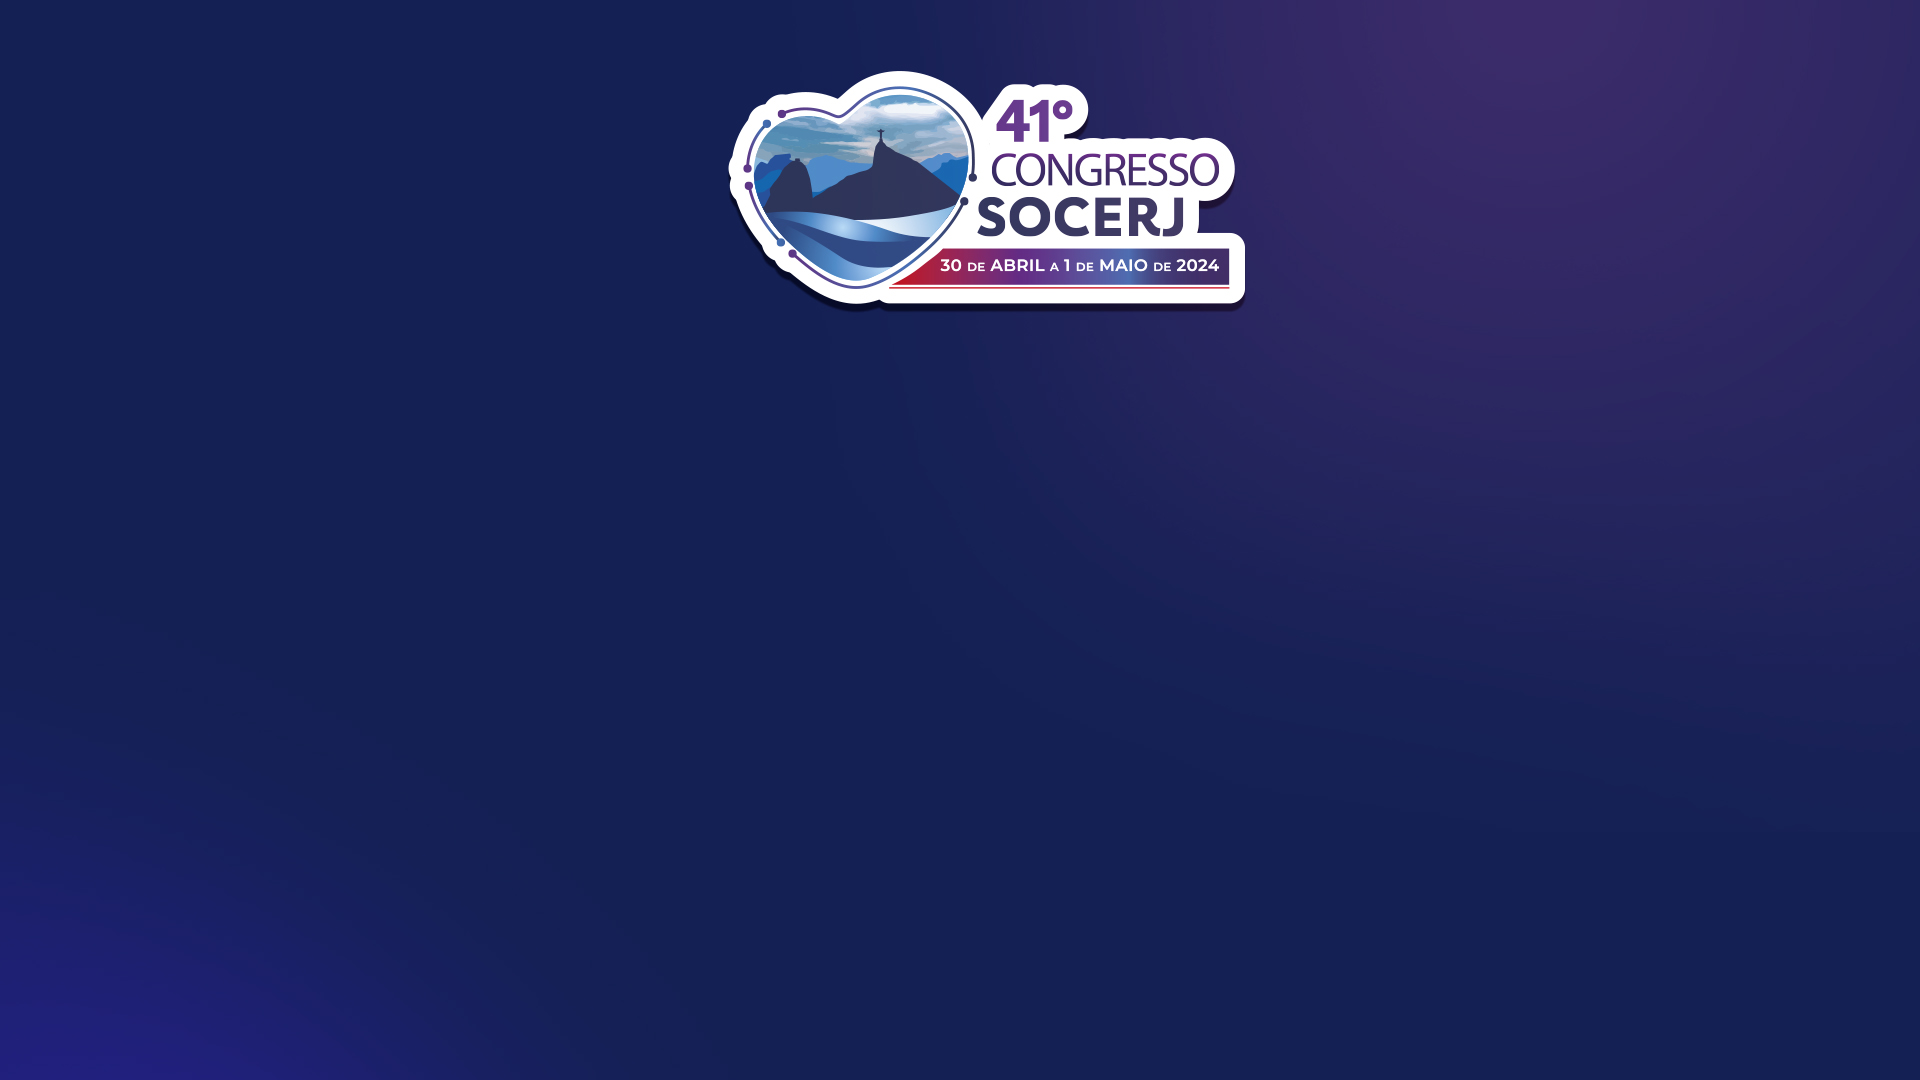 41º
CONGRESSO
SOCERJ
30 DE ABRIL A 1 DE MAIO DE 2024